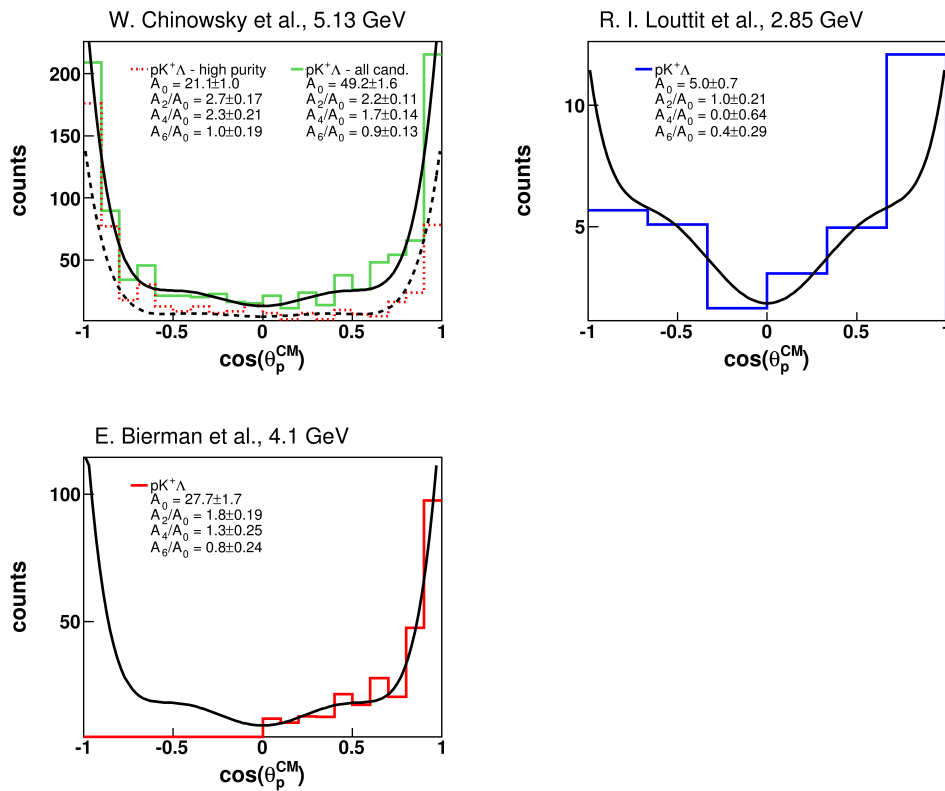 W. Chinowsky et al., 5.13 GeV
pK⁺Λ - high purity
A₀ = 21.1±1.0
A₂/A₀ = 2.7±0.17
A₄/A₀ = 2.3±0.21
A₆/A₀ = 1.0±0.19
pK⁺Λ - all cand.
A₀ = 49.2±1.6
A₂/A₀ = 2.2±0.11
A₄/A₀ = 1.7±0.14
A₆/A₀ = 0.9±0.13
counts
200
150
100
50
-1 -0.5 0 0.5 1
cos(θₚᶜᴹ)
R. I. Louttit et al., 2.85 GeV
pK⁺Λ
A₀ = 5.0±0.7
A₂/A₀ = 1.0±0.21
A₄/A₀ = 0.0±0.64
A₆/A₀ = 0.4±0.29
counts
10
5
-1 -0.5 0 0.5 1
cos(θₚᶜᴹ)
E. Bierman et al., 4.1 GeV
pK⁺Λ
A₀ = 27.7±1.7
A₂/A₀ = 1.8±0.19
A₄/A₀ = 1.3±0.25
A₆/A₀ = 0.8±0.24
counts
100
50
-1 -0.5 0 0.5 1
cos(θₚᶜᴹ)